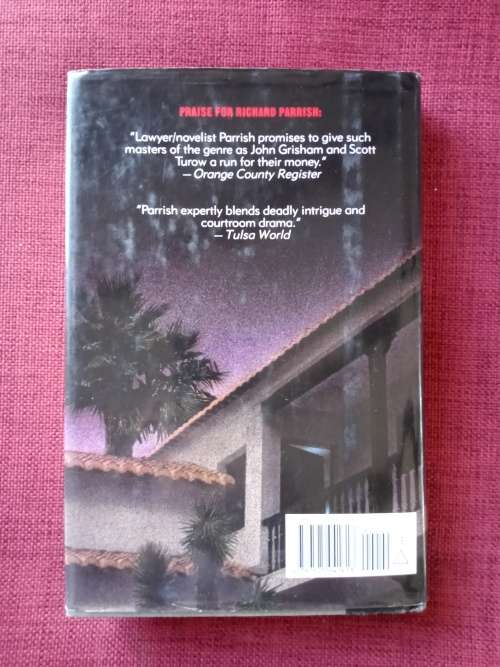 PRAISE FOR RICHARD PARRISH:
"Lawyer/novelist Parrish promises to give such
masters of the genre as John Grisham and Scott
Turow a run for their money."
— Orange County Register
"Parrish expertly blends deadly intrigue and
courtroom drama."
— Tulsa World